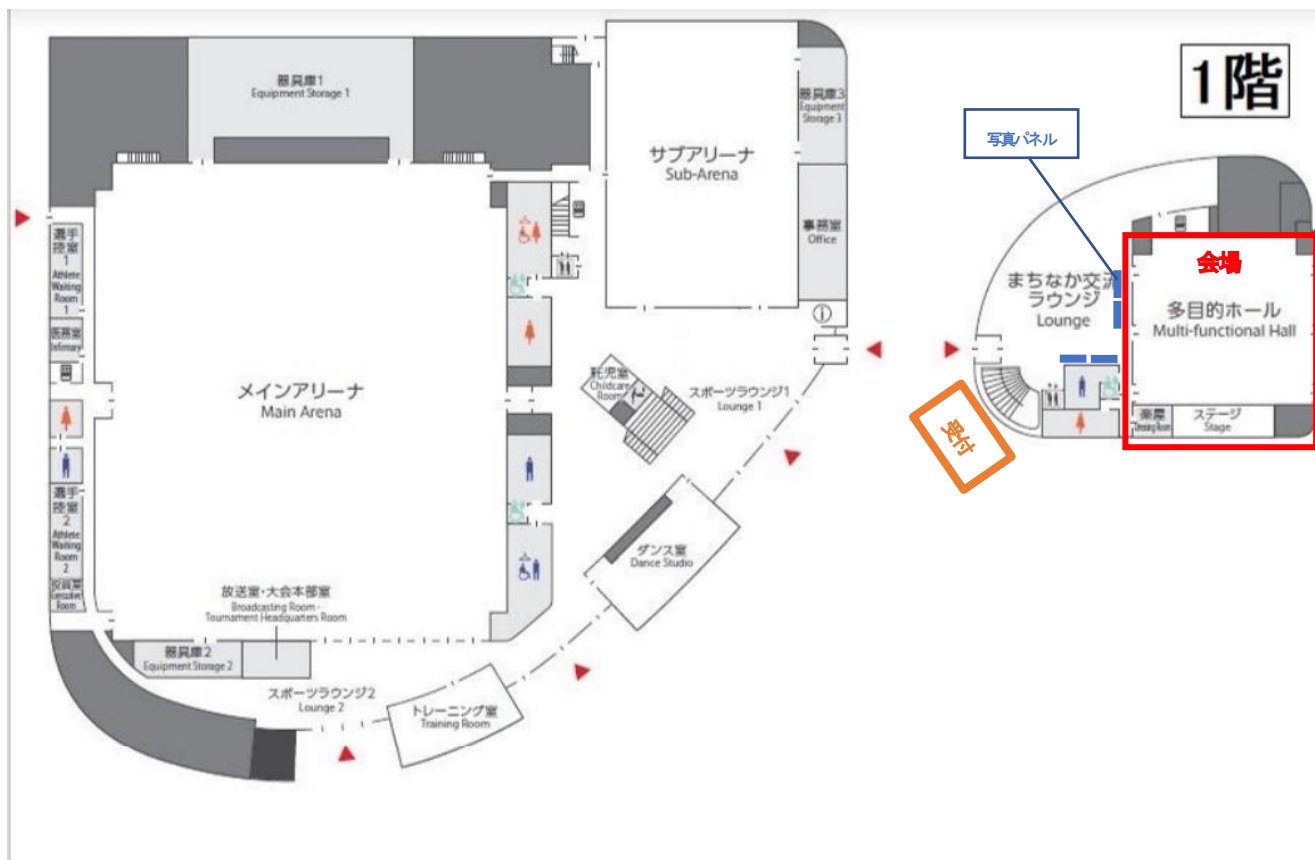 1階
器具庫1
Equipment Storage 1
器具庫3
Equipment
Storage 3
写真パネル
サブアリーナ
Sub-Arena
事務室
Office
選手
控室
1
Athlete
Waiting
Room
1
医務室
Infirmary
会場
まちなか交流
ラウンジ
Lounge
多目的ホール
Multi-functional Hall
メインアリーナ
Main Arena
託児室
Childcare
Room
スポーツラウンジ1
Lounge 1
楽屋
Dressing Room
ステージ
Stage
受付
選手
控室
2
Athlete
Waiting
Room
2
役員室
Executive
Room
ダンス室
Dance Studio
放送室・大会本部室
Broadcasting Room ·
Tournament Headquarters Room
器具庫2
Equipment Storage 2
スポーツラウンジ2
Lounge 2
トレーニング室
Training Room